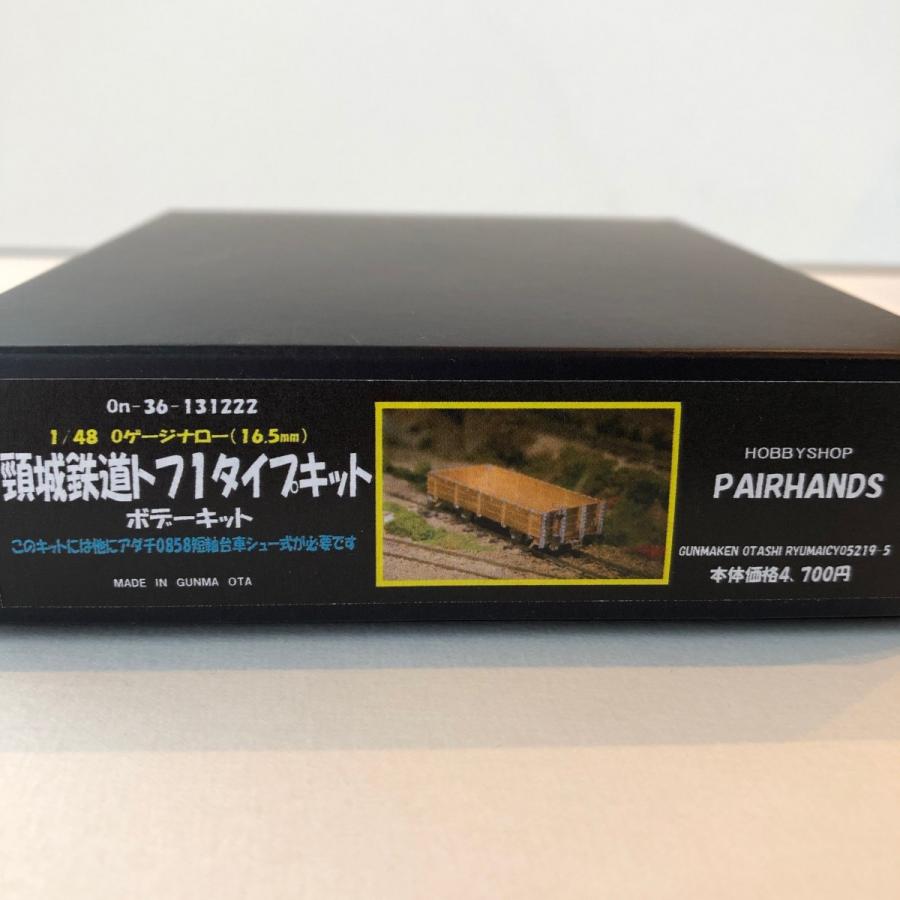 On-36-131222
1/48 Oゲージナロー(16.5mm)
頸城鉄道トフ1タイプキット
ボデーキット
このキットには他にアダチ0858短軸台車シュー式が必要です
MADE IN GUNMA OTA
HOBBYSHOP
PAIRHANDS
GUNMAKEN OTASHI RYUMAICYO5219-5
本体価格4、700円